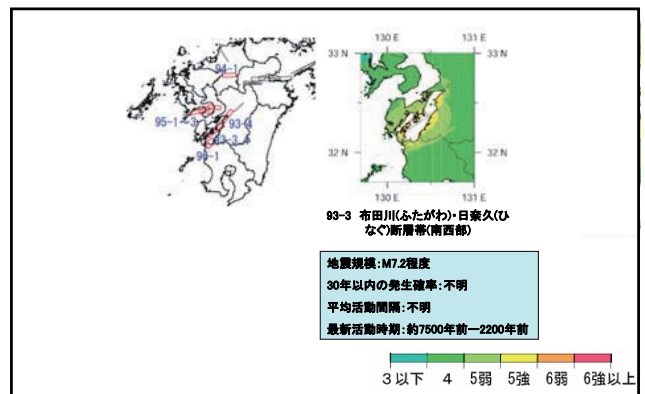 94-1
95-1~3
93-3
130 E 131 E
33 N 33 N
32 N 32 N
130 E 131 E
93-3 布田川(ふたがわ)・日奈久(ひ
なぐ)断層帯(南西部)
地震規模:M7.2程度
30年以内の発生確率:不明
平均活動間隔:不明
最新活動時期:約7500年前ー2200年前
3以下 4 5弱 5強 6弱 6強以上